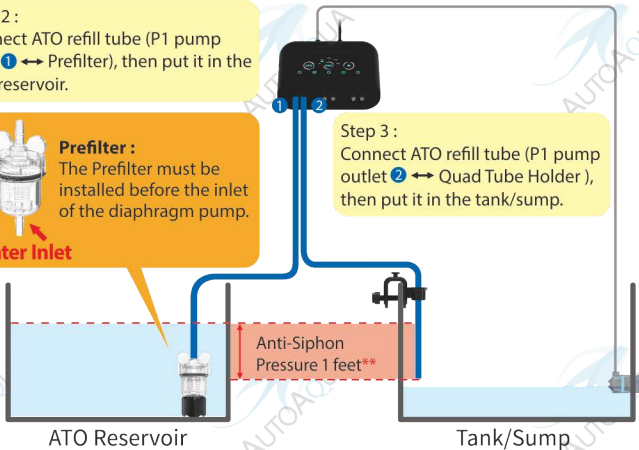 2 :
ect ATO refill tube (P1 pump
1 ↔ Prefilter), then put it in the
reservoir.
Prefilter :
The Prefilter must be
installed before the inlet
of the diaphragm pump.
ter Inlet
1 2
Step 3 :
Connect ATO refill tube (P1 pump
outlet 2 ↔ Quad Tube Holder ),
then put it in the tank/sump.
Anti-Siphon
Pressure 1 feet**
ATO Reservoir
Tank/Sump
AUTOAQUA